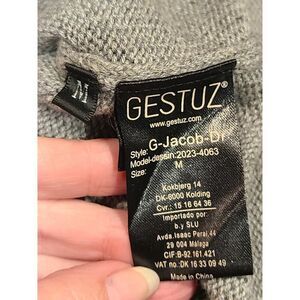 M
GESTUZ®
www.gestuz.com
Style: G-Jacob-Dr
Model-dessin:2023-4063
Size: M
Kokbjerg 14
DK-6000 Kolding
Cvr.: 15 16 64 36
Importado por:
b.j SLU
Avda.Isaac Peral,44
29 004 Málaga
CIF:B-92.161.421
VAT no.:DK 16 33 09 49
Made in China